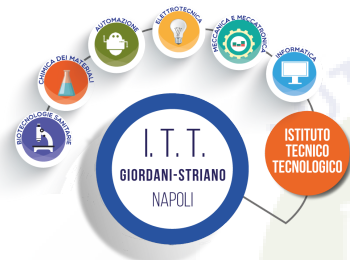 BIOTECNOLOGIE SANITARIE
CHIMICA DEI MATERIALI
AUTOMAZIONE
ELETTROTECNICA
MECCANICA E MECCATRONICA
INFORMATICA
I. T. T.
GIORDANI-STRIANO
NAPOLI
ISTITUTO
TECNICO
TECNOLOGICO